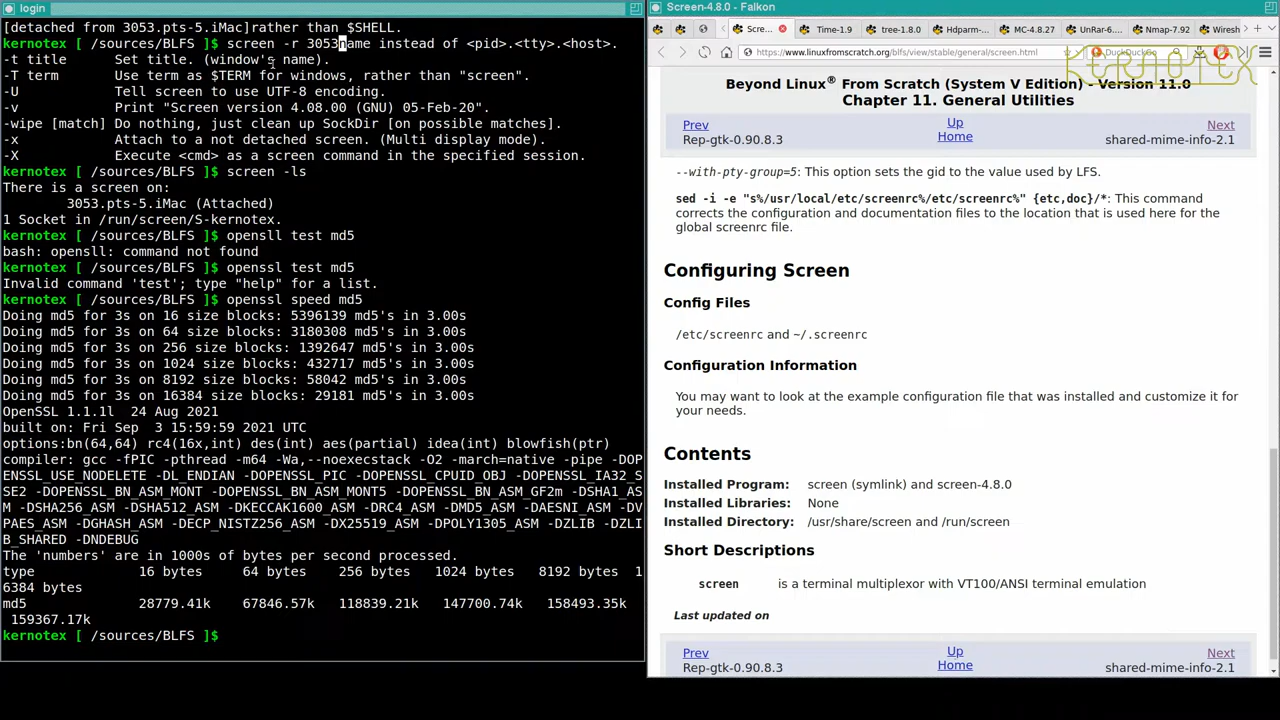 login
[detached from 3053.pts-5.iMac]rather than $SHELL.
kernotex [ /sources/BLFS ]$ screen -r 3053name instead of <pid>.<tty>.<host>.
-t title Set title. (window's name).
-T term Use term as $TERM for windows, rather than "screen".
-U Tell screen to use UTF-8 encoding.
-v Print "Screen version 4.08.00 (GNU) 05-Feb-20".
-wipe [match] Do nothing, just clean up SockDir [on possible matches].
-x Attach to a not detached screen. (Multi display mode).
-X Execute <cmd> as a screen command in the specified session.
kernotex [ /sources/BLFS ]$ screen -ls
There is a screen on:
3053.pts-5.iMac (Attached)
1 Socket in /run/screen/S-kernotex.
kernotex [ /sources/BLFS ]$ opensll test md5
bash: opensll: command not found
kernotex [ /sources/BLFS ]$ openssl test md5
Invalid command 'test'; type "help" for a list.
kernotex [ /sources/BLFS ]$ openssl speed md5
Doing md5 for 3s on 16 size blocks: 5396139 md5's in 3.00s
Doing md5 for 3s on 64 size blocks: 3180308 md5's in 3.00s
Doing md5 for 3s on 256 size blocks: 1392647 md5's in 3.00s
Doing md5 for 3s on 1024 size blocks: 432717 md5's in 3.00s
Doing md5 for 3s on 8192 size blocks: 58042 md5's in 3.00s
Doing md5 for 3s on 16384 size blocks: 29181 md5's in 3.00s
OpenSSL 1.1.1l 24 Aug 2021
built on: Fri Sep 3 15:59:59 2021 UTC
options:bn(64,64) rc4(16x,int) des(int) aes(partial) idea(int) blowfish(ptr)
compiler: gcc -fPIC -pthread -m64 -Wa,--noexecstack -O2 -march=native -pipe -DOP
ENSSL_USE_NODELETE -DL_ENDIAN -DOPENSSL_PIC -DOPENSSL_CPUID_OBJ -DOPENSSL_IA32_S
SE2 -DOPENSSL_BN_ASM_MONT -DOPENSSL_BN_ASM_MONT5 -DOPENSSL_BN_ASM_GF2m -DSHA1_AS
M -DSHA256_ASM -DSHA512_ASM -DKECCAK1600_ASM -DRC4_ASM -DMD5_ASM -DAESNI_ASM -DV
PAES_ASM -DGHASH_ASM -DECP_NISTZ256_ASM -DX25519_ASM -DPOLY1305_ASM -DZLIB -DZLI
B_SHARED -DNDEBUG
The 'numbers' are in 1000s of bytes per second processed.
type 16 bytes 64 bytes 256 bytes 1024 bytes 8192 bytes 1
6384 bytes
md5 28779.41k 67846.57k 118839.21k 147700.74k 158493.35k
159367.17k
kernotex [ /sources/BLFS ]$
Screen-4.8.0 - Falkon
Scre... Time-1.9 tree-1.8.0 Hdparm-... MC-4.8.27 UnRar-6... Nmap-7.92 Wiresh
https://www.linuxfromscratch.org/blfs/view/stable/general/screen.html DuckDuckGo
KERNOTEX
Beyond Linux® From Scratch (System V Edition) - Version 11.0
Chapter 11. General Utilities
Prev Up Next
Rep-gtk-0.90.8.3 Home shared-mime-info-2.1
--with-pty-group=5: This option sets the gid to the value used by LFS.
sed -i -e "s%/usr/local/etc/screenrc%/etc/screenrc%" {etc,doc}/*: This command
corrects the configuration and documentation files to the location that is used here for the
global screenrc file.
Configuring Screen
Config Files
/etc/screenrc and ~/.screenrc
Configuration Information
You may want to look at the example configuration file that was installed and customize it for
your needs.
Contents
Installed Program: screen (symlink) and screen-4.8.0
Installed Libraries: None
Installed Directory: /usr/share/screen and /run/screen
Short Descriptions
screen is a terminal multiplexor with VT100/ANSI terminal emulation
Last updated on
Prev Up Next
Rep-gtk-0.90.8.3 Home shared-mime-info-2.1